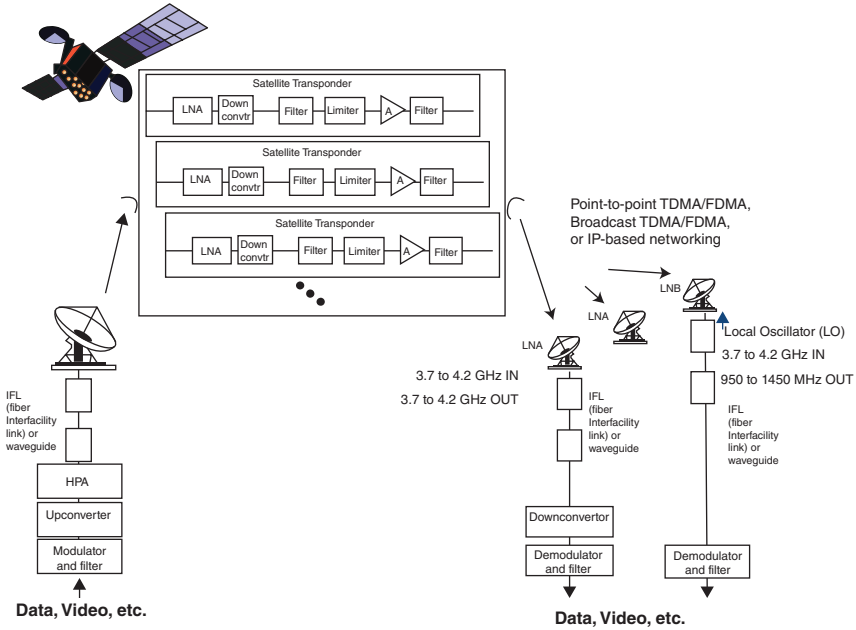 Satellite Transponder
LNA
Down
convtr
Filter
Limiter
A
Filter
Satellite Transponder
LNA
Down
convtr
Filter
Limiter
A
Filter
Satellite Transponder
LNA
Down
convtr
Filter
Limiter
A
Filter
Point-to-point TDMA/FDMA,
Broadcast TDMA/FDMA,
or IP-based networking
LNB
LNA
LNA
Local Oscillator (LO)
3.7 to 4.2 GHz IN
950 to 1450 MHz OUT
3.7 to 4.2 GHz IN
3.7 to 4.2 GHz OUT
IFL
(fiber
Interfacility
link) or
waveguide
IFL
(fiber
Interfacility
link) or
waveguide
IFL
(fiber
Interfacility
link) or
waveguide
HPA
Upconverter
Modulator
and filter
Data, Video, etc.
Downconvertor
Demodulator
and filter
Demodulator
and filter
Data, Video, etc.